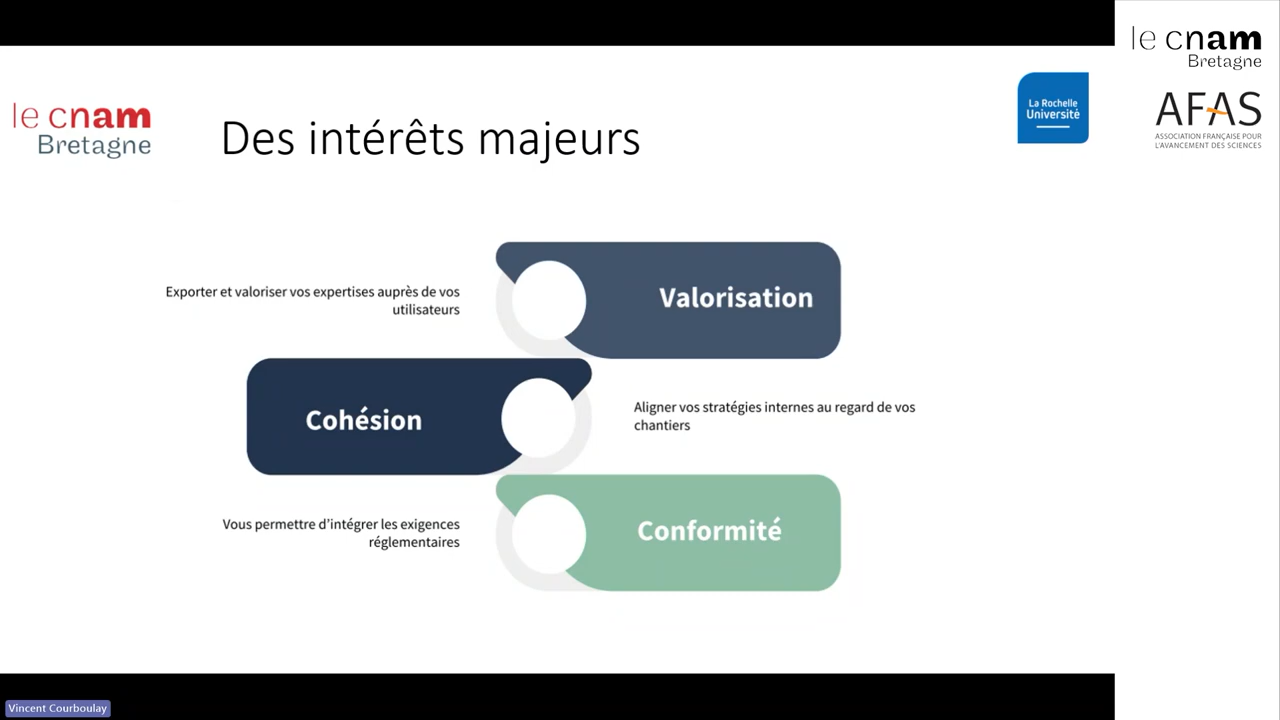 le cnam
Bretagne
Des intérêts majeurs
La Rochelle
Université
le cnam
Bretagne
AFAS
ASSOCIATION FRANÇAISE POUR
L'AVANCEMENT DES SCIENCES
Exporter et valoriser vos expertises auprès de vos
utilisateurs
Valorisation
Cohésion
Aligner vos stratégies internes au regard de vos
chantiers
Vous permettre d'intégrer les exigences
réglementaires
Conformité
Vincent Courboulay